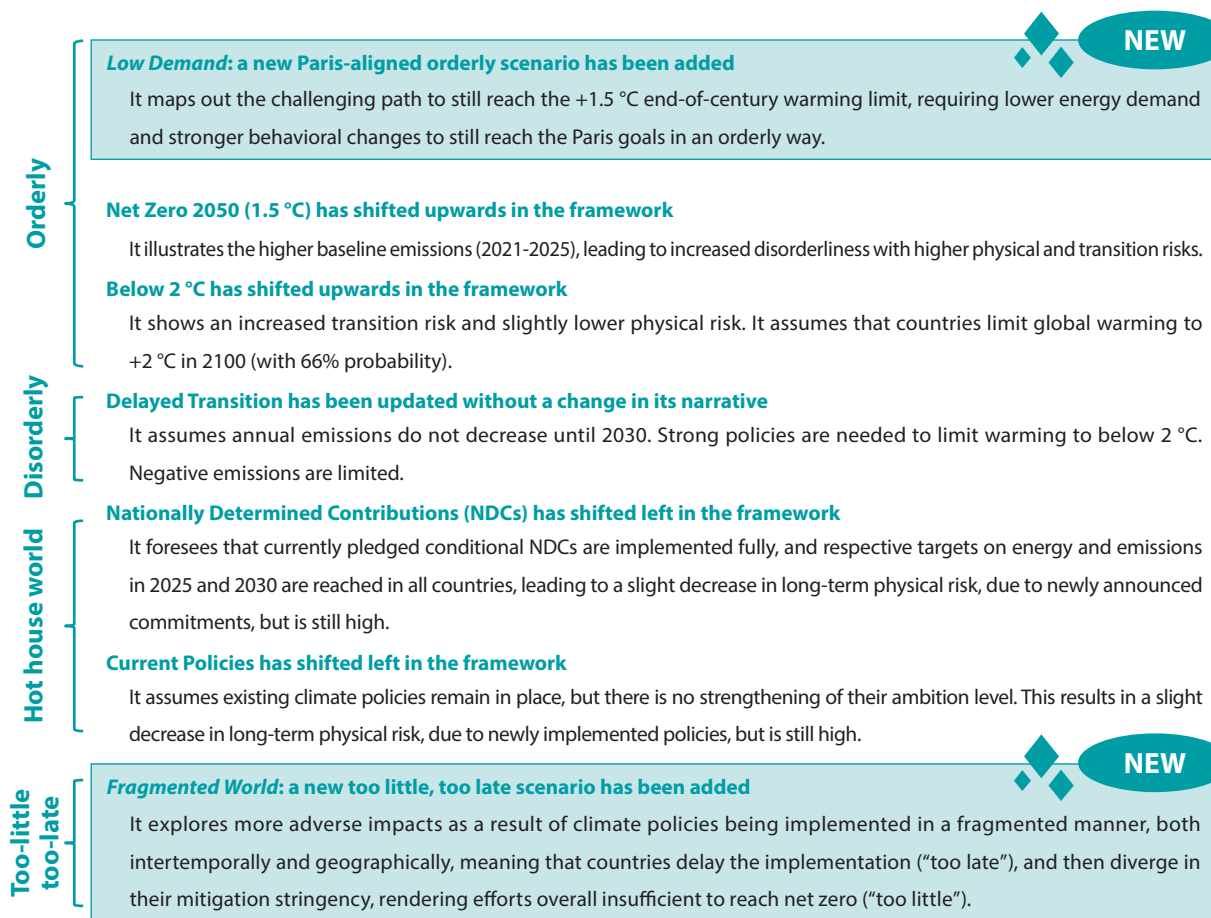 NEW
Low Demand: a new Paris-aligned orderly scenario has been added
It maps out the challenging path to still reach the +1.5 °C end-of-century warming limit, requiring lower energy demand
and stronger behavioral changes to still reach the Paris goals in an orderly way.
Orderly
Net Zero 2050 (1.5 °C) has shifted upwards in the framework
It illustrates the higher baseline emissions (2021-2025), leading to increased disorderliness with higher physical and transition risks.
Below 2 °C has shifted upwards in the framework
It shows an increased transition risk and slightly lower physical risk. It assumes that countries limit global warming to
+2 °C in 2100 (with 66% probability).
Disorderly
Delayed Transition has been updated without a change in its narrative
It assumes annual emissions do not decrease until 2030. Strong policies are needed to limit warming to below 2 °C.
Negative emissions are limited.
Hot house world
Nationally Determined Contributions (NDCs) has shifted left in the framework
It foresees that currently pledged conditional NDCs are implemented fully, and respective targets on energy and emissions
in 2025 and 2030 are reached in all countries, leading to a slight decrease in long-term physical risk, due to newly announced
commitments, but is still high.
Current Policies has shifted left in the framework
It assumes existing climate policies remain in place, but there is no strengthening of their ambition level. This results in a slight
decrease in long-term physical risk, due to newly implemented policies, but is still high.
NEW
Too-little
too-late
Fragmented World: a new too little, too late scenario has been added
It explores more adverse impacts as a result of climate policies being implemented in a fragmented manner, both
intertemporally and geographically, meaning that countries delay the implementation (“too late”), and then diverge in
their mitigation stringency, rendering efforts overall insufficient to reach net zero (“too little”).